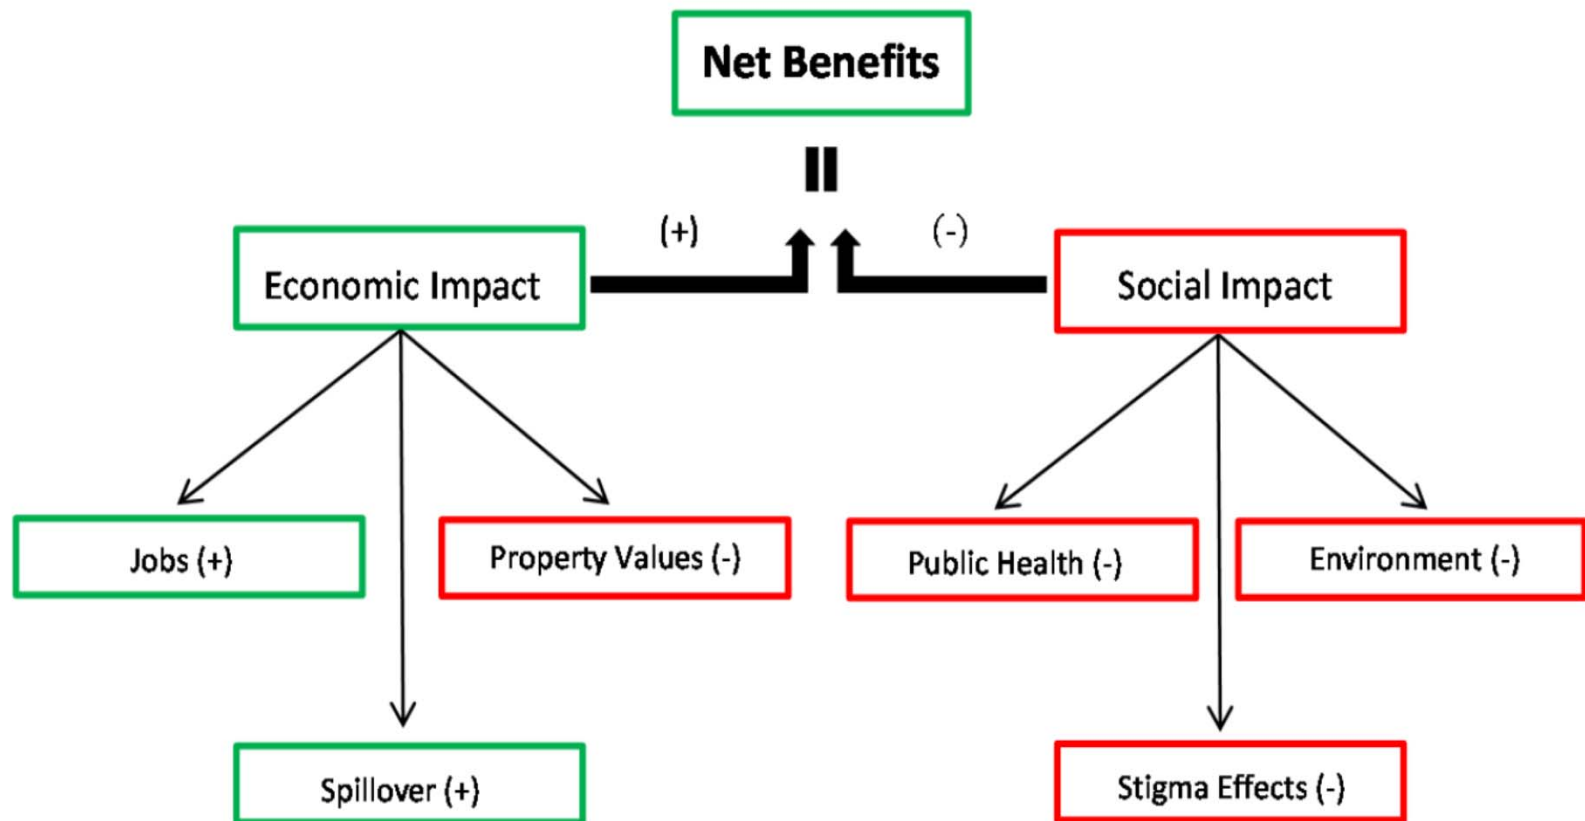 Net Benefits
(+)
(-)
Economic Impact
Social Impact
Jobs (+)
Property Values (-)
Public Health (-)
Environment (-)
Spillover (+)
Stigma Effects (-)